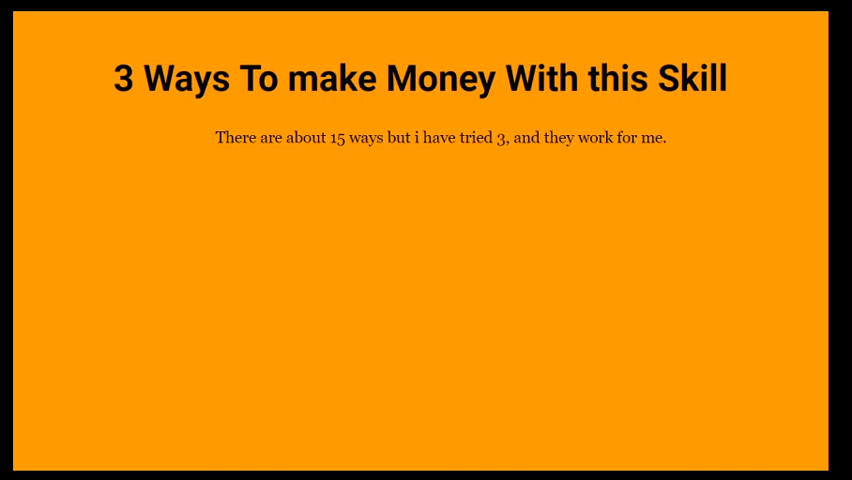 3 Ways To make Money With this Skill
There are about 15 ways but i have tried 3, and they work for me.